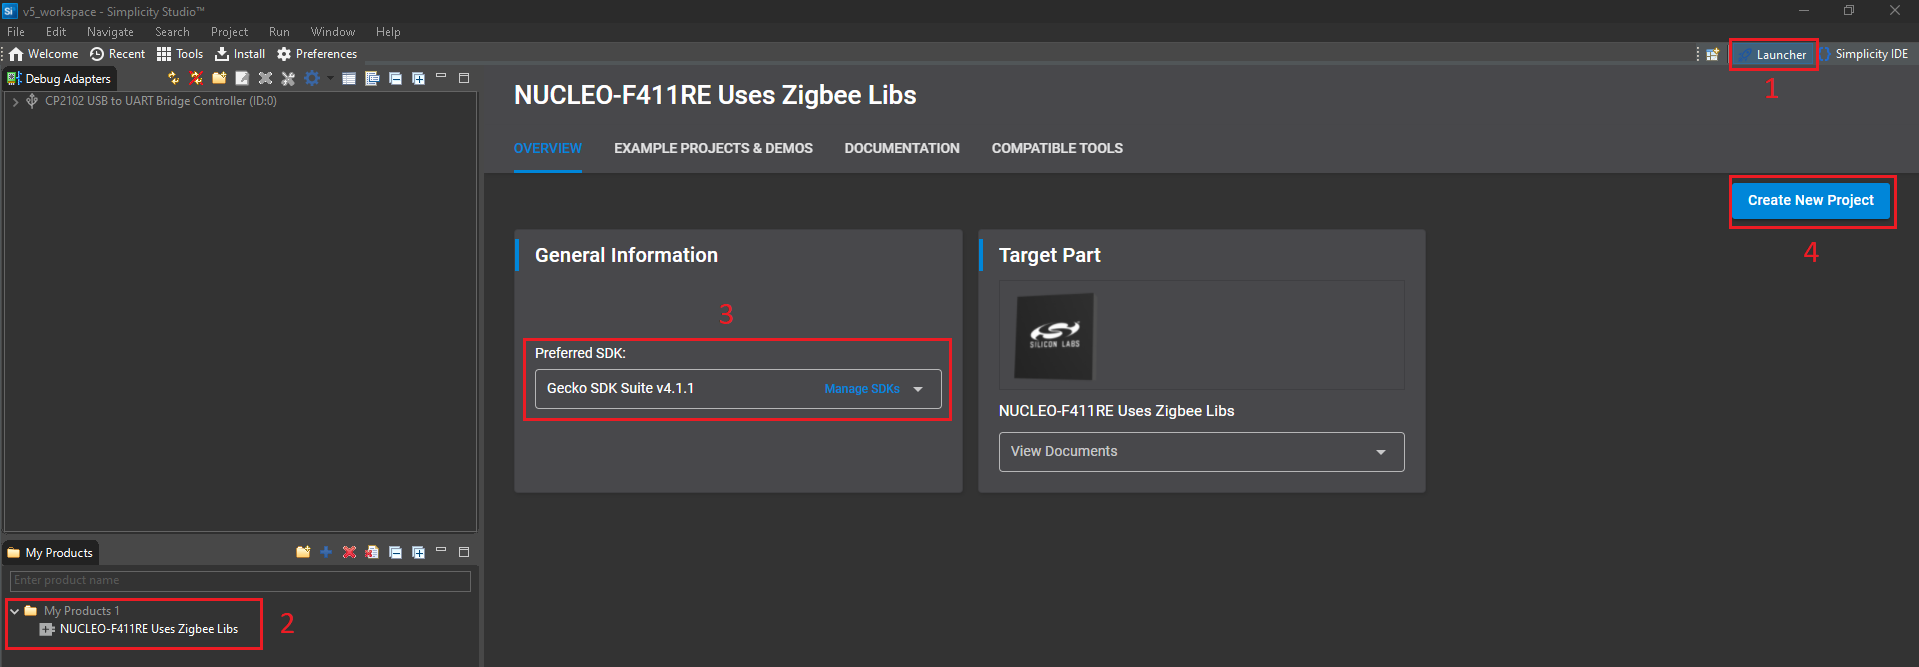 v5_workspace - Simplicity Studio™
File Edit Navigate Search Project Run Window Help
Welcome Recent Tools Install Preferences
Launcher Simplicity IDE
1
Debug Adapters
CP2102 USB to UART Bridge Controller (ID:0)
NUCLEO-F411RE Uses Zigbee Libs
OVERVIEW EXAMPLE PROJECTS & DEMOS DOCUMENTATION COMPATIBLE TOOLS
Create New Project
4
General Information
3
Preferred SDK:
Gecko SDK Suite v4.1.1 Manage SDKs
Target Part
SILICON LABS
NUCLEO-F411RE Uses Zigbee Libs
View Documents
My Products
Enter product name
My Products 1
NUCLEO-F411RE Uses Zigbee Libs
2